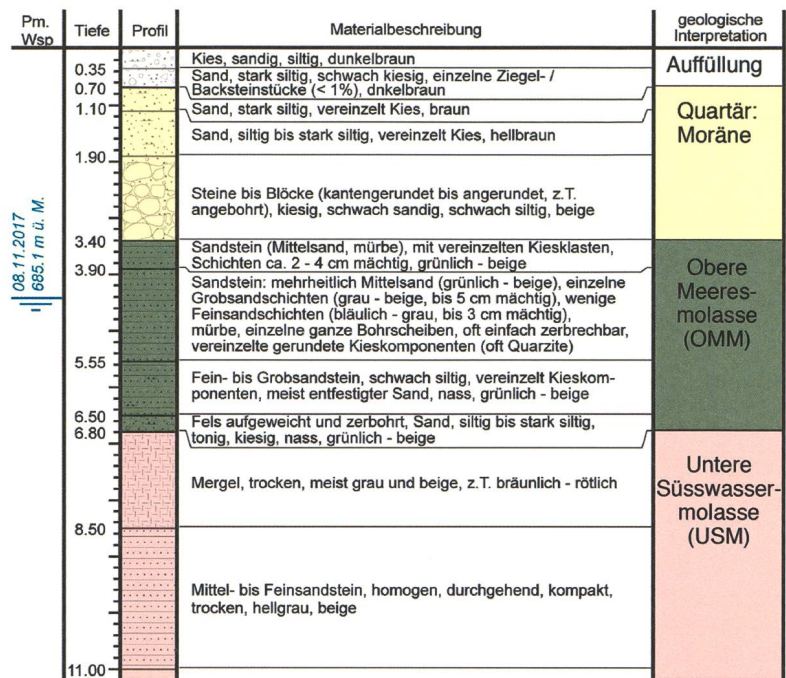 Pm.
Wsp
Tiefe
Profil
Materialbeschreibung
geologische
Interpretation
Kies, sandig, siltig, dunkelbraun
0.35
Sand, stark siltig, schwach kiesig, einzelne Ziegel- /
Backsteinstücke (< 1%), dnkelbraun
0.70
Auffüllung
Sand, stark siltig, vereinzelt Kies, braun
1.10
Sand, siltig bis stark siltig, vereinzelt Kies, hellbraun
1.90
Quartär:
Moräne
Steine bis Blöcke (kantengerundet bis angerundet, z.T.
angebohrt), kiesig, schwach sandig, schwach siltig, beige
3.40
08.11.2017
685.1 m ü. M.
Sandstein (Mittelsand, mürbe), mit vereinzelten Kiesklasten,
Schichten ca. 2 - 4 cm mächtig, grünlich - beige
3.90
Sandstein: mehrheitlich Mittelsand (grünlich - beige), einzelne
Grobsandschichten (grau - beige, bis 5 cm mächtig), wenige
Feinsandschichten (bläulich - grau, bis 3 cm mächtig),
mürbe, einzelne ganze Bohrscheiben, oft einfach zerbrechbar,
vereinzelte gerundete Kieskomponenten (oft Quarzite)
5.55
Obere
Meeres-
molasse
(OMM)
Fein- bis Grobsandstein, schwach siltig, vereinzelt Kieskom-
ponenten, meist entfestigter Sand, nass, grünlich - beige
6.50
Fels aufgeweicht und zerbohrt, Sand, siltig bis stark siltig,
tonig, kiesig, nass, grünlich - beige
6.80
Mergel, trocken, meist grau und beige, z.T. bräunlich - rötlich
8.50
Untere
Süsswasser-
molasse
(USM)
Mittel- bis Feinsandstein, homogen, durchgehend, kompakt,
trocken, hellgrau, beige
11.00